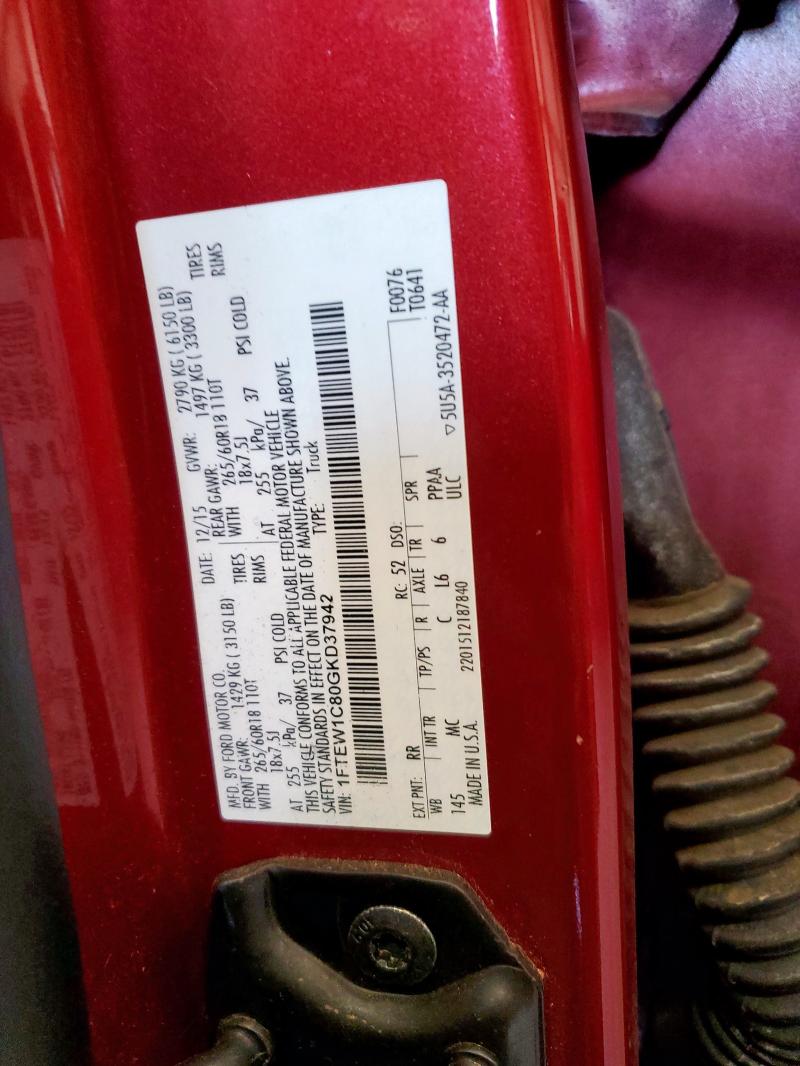 MFD. BY FORD MOTOR CO.
DATE: 12/15 GVWR: 2790 KG ( 6150 LB)
FRONT GAWR: 1429 KG ( 3150 LB) REAR GAWR: 1497 KG ( 3300 LB)
WITH 265/60R18 110T TIRES WITH 265/60R18 110T TIRES
18x7.5J RIMS 18x7.5J RIMS
AT 255 kPa/ 37 PSI COLD AT 255 kPa/ 37 PSI COLD
THIS VEHICLE CONFORMS TO ALL APPLICABLE FEDERAL MOTOR VEHICLE
SAFETY STANDARDS IN EFFECT ON THE DATE OF MANUFACTURE SHOWN ABOVE.
VIN: 1FTEW1C80GKD37942 TYPE: Truck
EXT PNT: RR RC: 52 DSO: F0076
WB INT TR TP/PS R AXLE TR SPR T0641
145 MC C L6 6 PPAA
ULC
MADE IN U.S.A. 2201512187840 ▽5U5A-3520472-AA